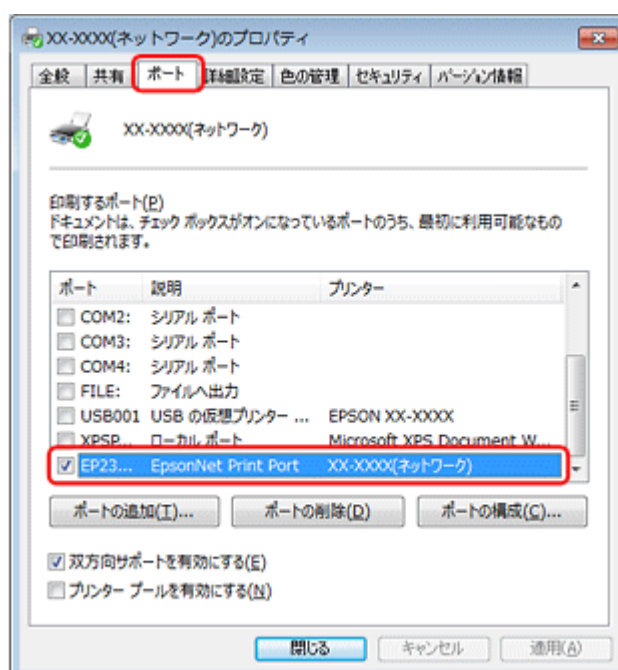 XX-XXXX(ネットワーク)のプロパティ
全般 共有 ポート 詳細設定 色の管理 セキュリティ バージョン情報
XX-XXXX(ネットワーク)
印刷するポート(P)
ドキュメントは、チェック ボックスがオンになっているポートのうち、最初に利用可能なもの
で印刷されます。
ポート 説明 プリンター
COM2: シリアル ポート
COM3: シリアル ポート
COM4: シリアル ポート
FILE: ファイルへ出力
USB001 USB の仮想プリンター ... EPSON XX-XXXX
XPSP... ローカル ポート Microsoft XPS Document W...
EP23... EpsonNet Print Port XX-XXXX(ネットワーク)
ポートの追加(T)... ポートの削除(D) ポートの構成(C)...
双方向サポートを有効にする(E)
プリンター プールを有効にする(N)
閉じる キャンセル 適用(A)